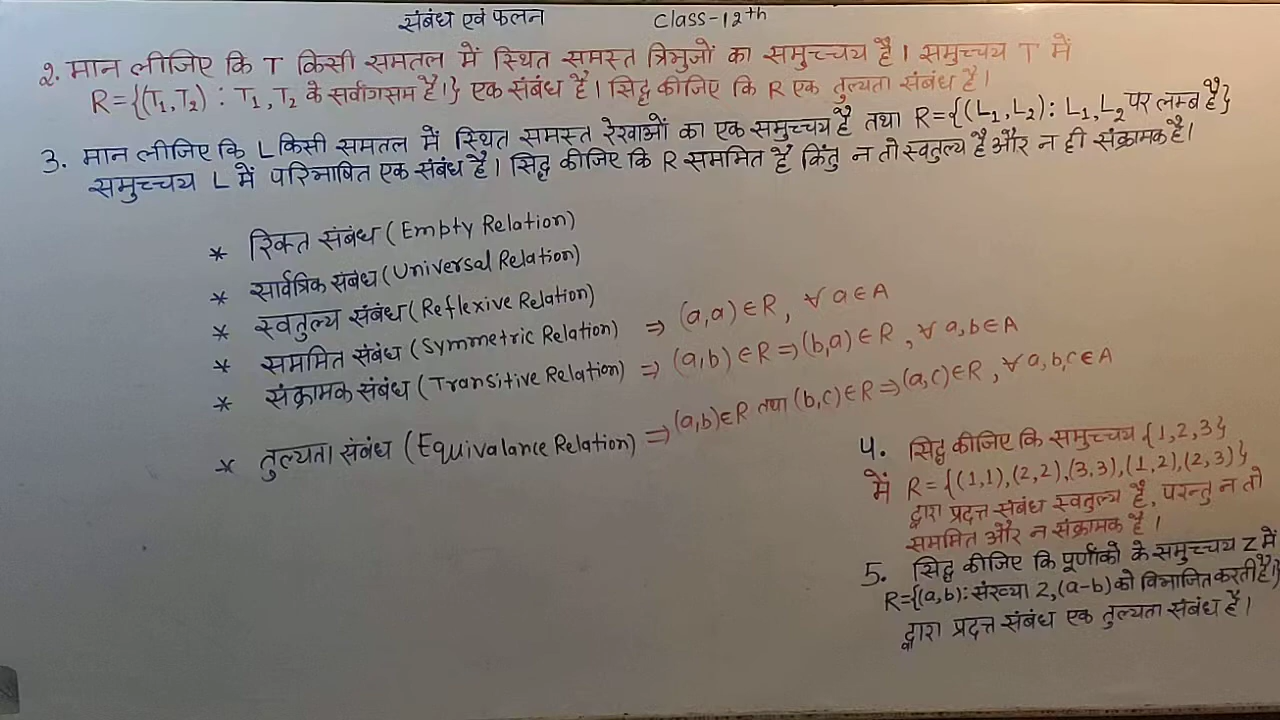 संबंध एवं फलन Class-12th
2. मान लीजिए कि T किसी समतल में स्थित समस्त त्रिभुजों का समुच्चय है। समुच्चय T में
R={(T₁,T₂) : T₁,T₂ के सर्वांगसम है।} एक संबंध है। सिद्ध कीजिए कि R एक तुल्यता संबंध है।
3. मान लीजिए कि L किसी समतल में स्थित समस्त रेखाओं का एक समुच्चय है तथा R={(L₁,L₂): L₁,L₂ पर लम्ब है}
समुच्चय L में परिभाषित एक संबंध है। सिद्ध कीजिए कि R सममित है किंतु न तो स्वतुल्य है और न ही संक्रामक है।
* रिक्त संबंध (Empty Relation)
* सार्वत्रिक संबंध (Universal Relation)
* स्वतुल्य संबंध (Reflexive Relation) ⇒ (a,a)∈R, ∀ a∈A
* सममित संबंध (Symmetric Relation) ⇒ (a,b)∈R ⇒ (b,a)∈R, ∀ a,b∈A
* संक्रामक संबंध (Transitive Relation) ⇒ (a,b)∈R तथा (b,c)∈R ⇒ (a,c)∈R, ∀ a,b,c∈A
* तुल्यता संबंध (Equivalance Relation)
4. सिद्ध कीजिए कि समुच्चय {1,2,3}
में R={(1,1),(2,2),(3,3),(1,2),(2,3)}
द्वारा प्रदत्त संबंध स्वतुल्य है, परन्तु न तो
सममित और न संक्रामक है।
5. सिद्ध कीजिए कि पूर्णांको के समुच्चय Z में
R={(a,b): संख्या 2,(a-b) को विभाजित करती है।}
द्वारा प्रदत्त संबंध एक तुल्यता संबंध है।